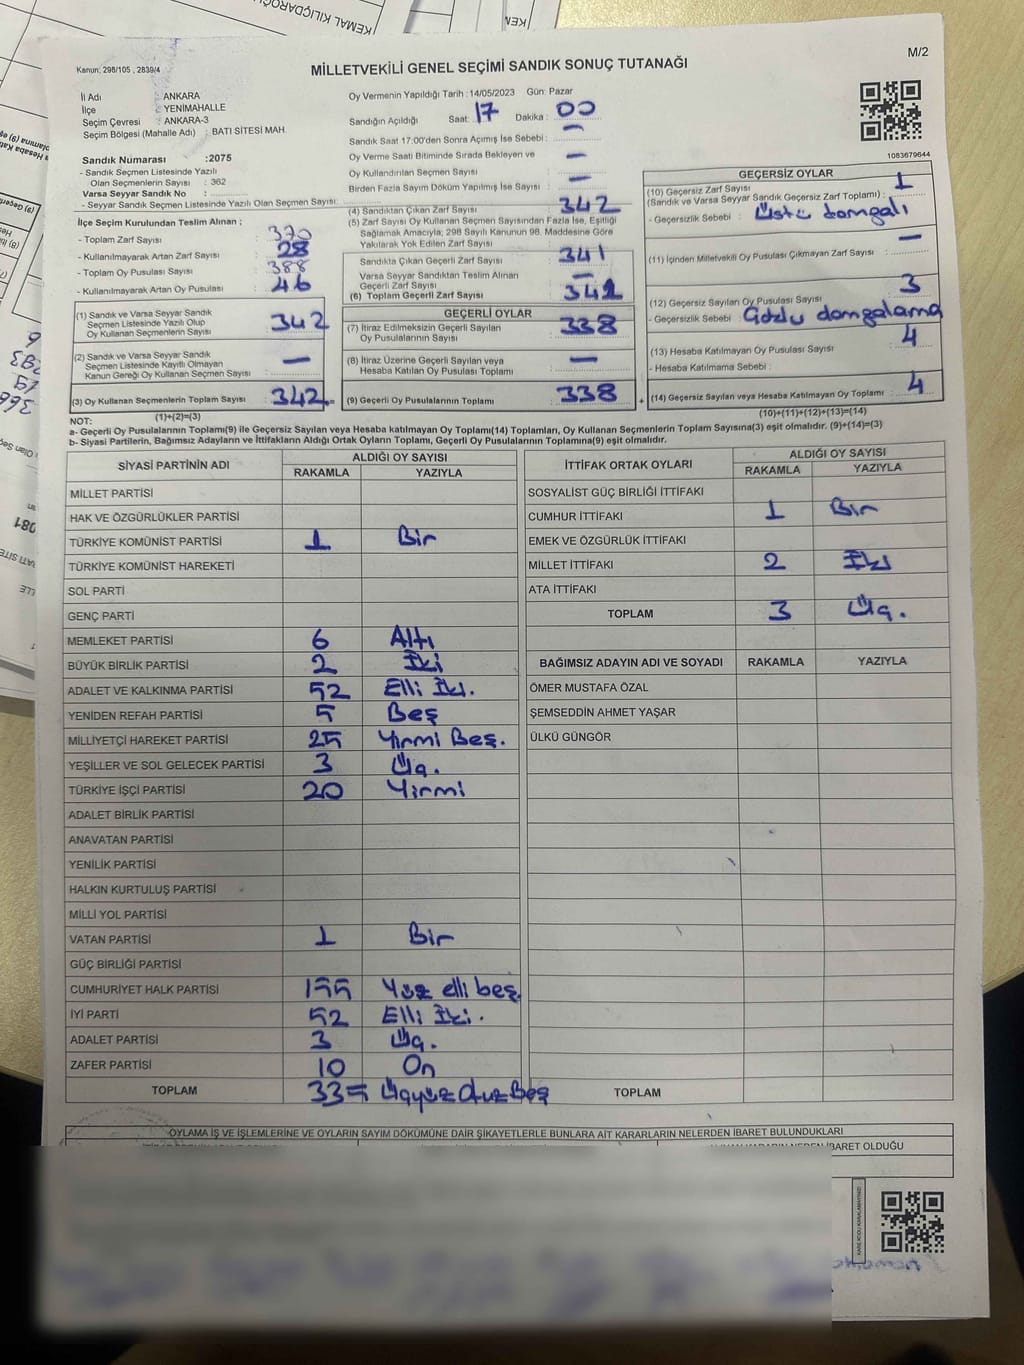 KEMAL KILIÇDAROĞLU
KEM
M/2
Kanun, 298/105 , 2839/4
MİLLETVEKİLİ GENEL SEÇİMİ SANDIK SONUÇ TUTANAĞI
İl Adı : ANKARA
İlçe : YENİMAHALLE
Seçim Çevresi : ANKARA-3
Seçim Bölgesi (Mahalle Adı) : BATI SİTESİ MAH.
Sandık Numarası :2075
- Sandık Seçmen Listesinde Yazılı
Olan Seçmenlerin Sayısı : 362
Varsa Seyyar Sandık No :
- Seyyar Sandık Seçmen Listesinde Yazılı Olan Seçmen Sayısı:
İlçe Seçim Kurulundan Teslim Alınan ;
- Toplam Zarf Sayısı : 370
- Kullanılmayarak Artan Zarf Sayısı : 28
- Toplam Oy Pusulası Sayısı : 388
- Kullanılmayarak Artan Oy Pusulası : 46
(1) Sandık ve Varsa Seyyar Sandık
Seçmen Listesinde Yazılı Olup
Oy Kullanan Seçmenlerin Sayısı : 342
(2) Sandık ve Varsa Seyyar Sandık
Seçmen Listesinde Kayıtlı Olmayan
Kanun Gereği Oy Kullanan Seçmen Sayısı : —
(3) Oy Kullanan Seçmenlerin Toplam Sayısı : 342
(1)+(2)=(3)
Oy Vermenin Yapıldığı Tarih : 14/05/2023 Gün: Pazar
Sandığın Açıldığı Saat: 17 Dakika : 00
Sandık Saat 17:00'den Sonra Açımış İse Sebebi : —
Oy Verme Saati Bitiminde Sırada Bekleyen ve
Oy Kullandırılan Seçmen Sayısı : —
Birden Fazla Sayım Döküm Yapılmış İse Sayısı : —
(4) Sandıktan Çıkan Zarf Sayısı : 342
(5) Zarf Sayısı Oy Kullanan Seçmen Sayısından Fazla İse, Eşitliği
Sağlamak Amacıyla; 298 Sayılı Kanunun 98. Maddesine Göre
Yakılarak Yok Edilen Zarf Sayısı :
Sandıkta Çıkan Geçerli Zarf Sayısı : 341
Varsa Seyyar Sandıktan Teslim Alınan
Geçerli Zarf Sayısı : —
(6) Toplam Geçerli Zarf Sayısı : 341
GEÇERLİ OYLAR
(7) İtiraz Edilmeksizin Geçerli Sayılan
Oy Pusulasının Sayısı : 338
(8) İtiraz Üzerine Geçerli Sayılan veya
Hesaba Katılan Oy Pusulası Toplamı : —
(9) Geçerli Oy Pusulalarının Toplamı : 338
1083679644
GEÇERSİZ OYLAR
(10) Geçersiz Zarf Sayısı
(Sandık ve Varsa Seyyar Sandık Geçersiz Zarf Toplamı) : 1
- Geçersizlik Sebebi : Üstü damgalı
(11) İçinden Milletvekili Oy Pusulası Çıkmayan Zarf Sayısı : —
(12) Geçersiz Sayılan Oy Pusulası Sayısı : 3
- Geçersizlik Sebebi : Çoklu damgalama
(13) Hesaba Katılmayan Oy Pusulası Sayısı : 4
- Hesaba Katılmama Sebebi :
(14) Geçersiz Sayılan veya Hesaba Katılmayan Oy Toplamı : 4
(10)+(11)+(12)+(13)=(14)
NOT:
a- Geçerli Oy Pusulalarının Toplamı(9) ile Geçersiz Sayılan veya Hesaba katılmayan Oy Toplamı(14) Toplamları, Oy Kullanan Seçmenlerin Toplam Sayısına(3) eşit olmalıdır. (9)+(14)=(3)
b- Siyasi Partilerin, Bağımsız Adayların ve İttifakların Aldığı Ortak Oyların Toplamı, Geçerli Oy Pusulalarının Toplamına(9) eşit olmalıdır.
SİYASİ PARTİNİN ADI ALDIĞI OY SAYISI
RAKAMLA YAZIYLA
MİLLET PARTİSİ
HAK VE ÖZGÜRLÜKLER PARTİSİ
TÜRKİYE KOMÜNİST PARTİSİ 1 Bir
TÜRKİYE KOMÜNİST HAREKETİ
SOL PARTİ
GENÇ PARTİ
MEMLEKET PARTİSİ 6 Altı
BÜYÜK BİRLİK PARTİSİ 2 İki
ADALET VE KALKINMA PARTİSİ 52 Elli İki.
YENİDEN REFAH PARTİSİ 5 Beş
MİLLİYETÇİ HAREKET PARTİSİ 25 Yirmi Beş.
YEŞİLLER VE SOL GELECEK PARTİSİ 3 Üç.
TÜRKİYE İŞÇİ PARTİSİ 20 Yirmi
ADALET BİRLİK PARTİSİ
ANAVATAN PARTİSİ
YENİLİK PARTİSİ
HALKIN KURTULUŞ PARTİSİ
MİLLİ YOL PARTİSİ
VATAN PARTİSİ 1 Bir
GÜÇ BİRLİĞİ PARTİSİ
CUMHURİYET HALK PARTİSİ 155 Yüz elli beş
İYİ PARTİ 52 Elli İki.
ADALET PARTİSİ 3 Üç.
ZAFER PARTİSİ 10 On
TOPLAM 335 Üçyüz Otuz Beş
İTTİFAK ORTAK OYLARI ALDIĞI OY SAYISI
RAKAMLA YAZIYLA
SOSYALİST GÜÇ BİRLİĞİ İTTİFAKI
CUMHUR İTTİFAKI 1 Bir
EMEK VE ÖZGÜRLÜK İTTİFAKI
MİLLET İTTİFAKI 2 İki
ATA İTTİFAKI
TOPLAM 3 Üç.
BAĞIMSIZ ADAYIN ADI VE SOYADI RAKAMLA YAZIYLA
ÖMER MUSTAFA ÖZAL
ŞEMSEDDİN AHMET YAŞAR
ÜLKÜ GÜNGÖR
TOPLAM
OYLAMA İŞ VE İŞLEMLERİNE VE OYLARIN SAYIM DÖKÜMÜNE DAİR ŞİKAYETLERLE BUNLARA AİT KARARLARIN NELERDEN İBARET BULUNDUKLARI
İBARET OLDUĞU